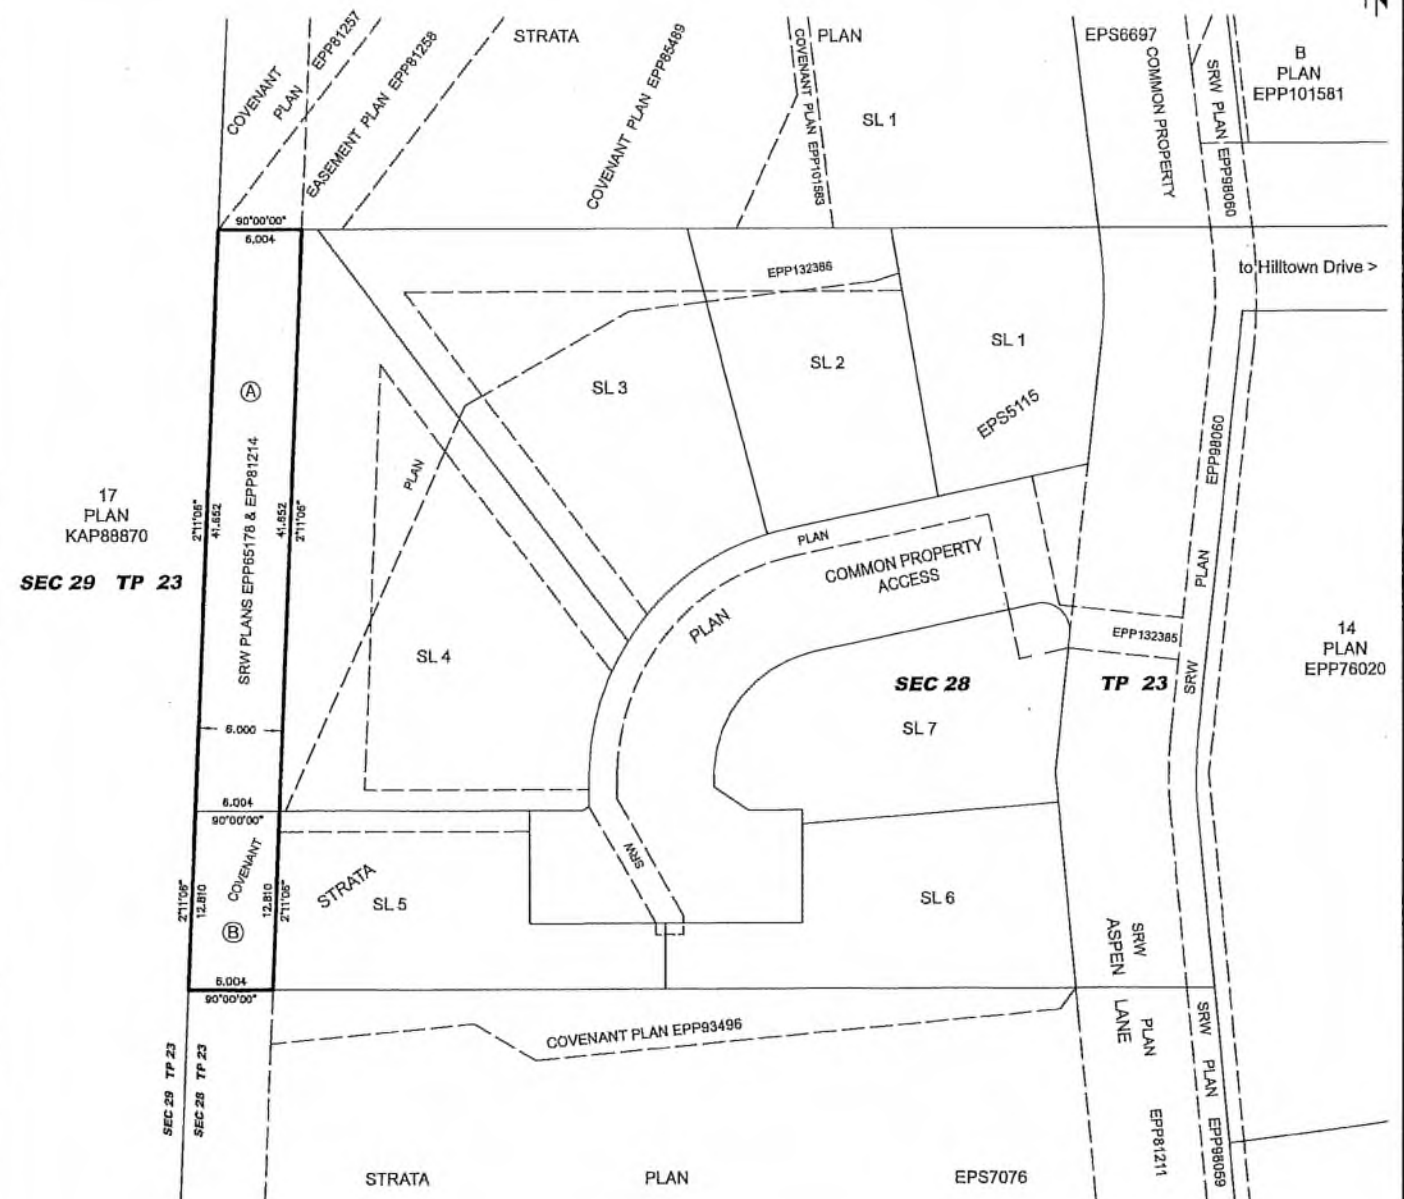 N
COVENANT
PLAN
EPP81257
EASEMENT PLAN EPP81258
STRATA
COVENANT PLAN EPP85489
COVENANT PLAN EPP101583
PLAN
SL 1
EPS6697
COMMON PROPERTY
SRW PLAN EPP98060
B
PLAN
EPP101581
90°00'00"
6.004
EPP132386
to Hilltown Drive >
SL 1
SL 2
SL 3
EPS5115
A
SRW PLANS EPP65178 & EPP81214
PLAN
EPP98060
17
PLAN
KAP88870
2°11'06"
41.652
41.652
2°11'06"
PLAN
COMMON PROPERTY
ACCESS
PLAN
SEC 29 TP 23
PLAN
SL 4
EPP132385
14
PLAN
EPP76020
SRW
SEC 28
TP 23
SL 7
6.000
6.004
90°00'00"
COVENANT
SRW
2°11'06"
12.810
12.810
2°11'06"
STRATA
SL 5
SL 6
B
SRW
ASPEN
6.004
90°00'00"
COVENANT PLAN EPP93496
LANE
PLAN
SRW
PLAN
SEC 29 TP 23
SEC 28 TP 23
EPP81211
EPP98059
STRATA
PLAN
EPS7076